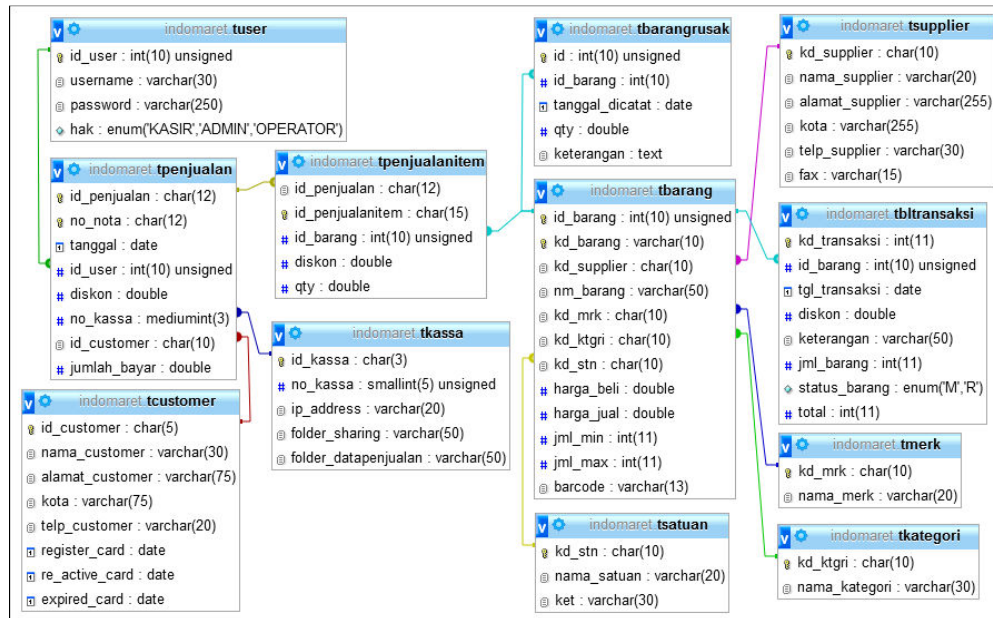 indomaret tuser
id_user : int(10) unsigned
username : varchar(30)
password : varchar(250)
hak : enum('KASIR','ADMIN','OPERATOR')
indomaret tpenjualan
id_penjualan : char(12)
no_nota : char(12)
tanggal : date
id_user : int(10) unsigned
diskon : double
no_kassa : mediumint(3)
id_customer : char(10)
jumlah_bayar : double
indomaret tcustomer
id_customer : char(5)
nama_customer : varchar(30)
alamat_customer : varchar(75)
kota : varchar(75)
telp_customer : varchar(20)
register_card : date
re_active_card : date
expired_card : date
indomaret tpenjualanitem
id_penjualan : char(12)
id_penjualanitem : char(15)
id_barang : int(10) unsigned
diskon : double
qty : double
indomaret tkassa
id_kassa : char(3)
no_kassa : smallint(5) unsigned
ip_address : varchar(20)
folder_sharing : varchar(50)
folder_datapenjualan : varchar(50)
indomaret tbarangrusak
id : int(10) unsigned
id_barang : int(10)
tanggal_dicatat : date
qty : double
keterangan : text
indomaret tbarang
id_barang : int(10) unsigned
kd_barang : varchar(10)
kd_supplier : char(10)
nm_barang : varchar(50)
kd_mrk : char(10)
kd_ktgri : char(10)
kd_stn : char(10)
harga_beli : double
harga_jual : double
jml_min : int(11)
jml_max : int(11)
barcode : varchar(13)
indomaret tsatuan
kd_stn : char(10)
nama_satuan : varchar(20)
ket : varchar(30)
indomaret tsupplier
kd_supplier : char(10)
nama_supplier : varchar(20)
alamat_supplier : varchar(255)
kota : varchar(255)
telp_supplier : varchar(30)
fax : varchar(15)
indomaret tbltransaksi
kd_transaksi : int(11)
id_barang : int(10) unsigned
tgl_transaksi : date
diskon : double
keterangan : varchar(50)
jml_barang : int(11)
status_barang : enum('M','R')
total : int(11)
indomaret tmerk
kd_mrk : char(10)
nama_merk : varchar(20)
indomaret tkategori
kd_ktgri : char(10)
nama_kategori : varchar(30)